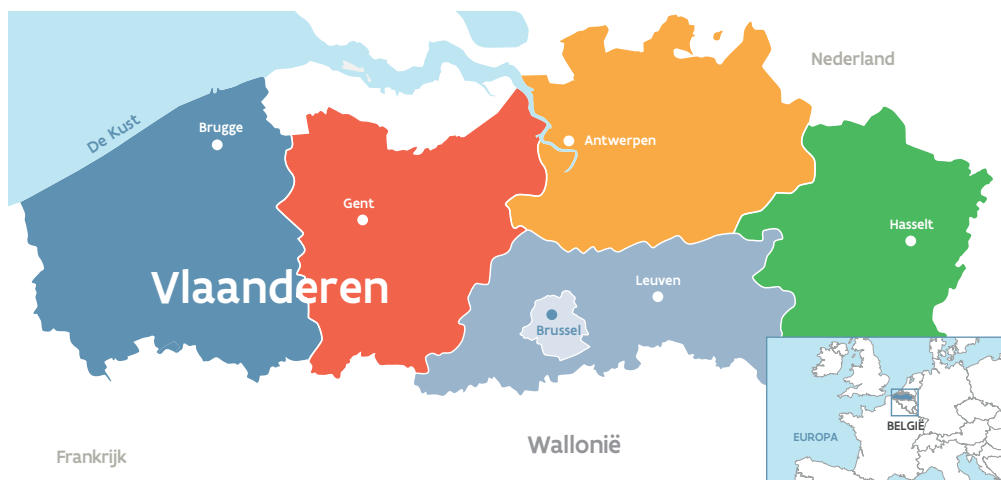 Nederland
De Kust
Brugge
Antwerpen
Gent
Hasselt
Leuven
Vlaanderen
Brussel
EUROPA
BELGIË
Wallonië
Frankrijk